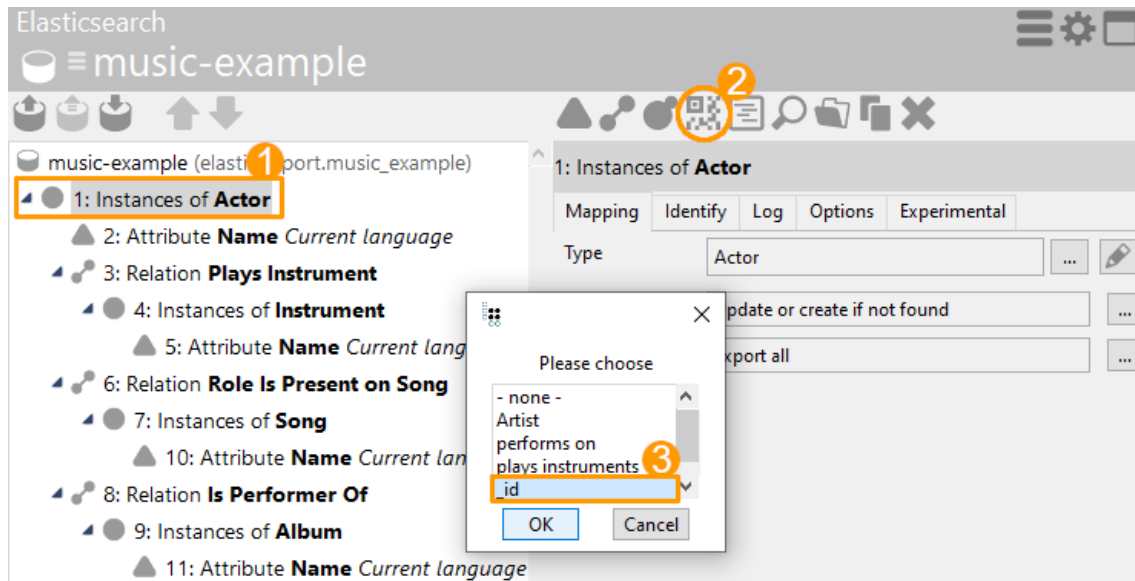 Elasticsearch
music-example
2
music-example (elasti port.music_example)
1
1: Instances of Actor
2: Attribute Name Current language
3: Relation Plays Instrument
4: Instances of Instrument
5: Attribute Name Current lang
6: Relation Role Is Present on Song
7: Instances of Song
10: Attribute Name Current lan
8: Relation Is Performer Of
9: Instances of Album
11: Attribute Name Current language
1: Instances of Actor
Mapping Identify Log Options Experimental
Type Actor ...
pdate or create if not found ...
xport all ...
Please choose
- none -
Artist
performs on
plays instruments
3
_id
OK Cancel